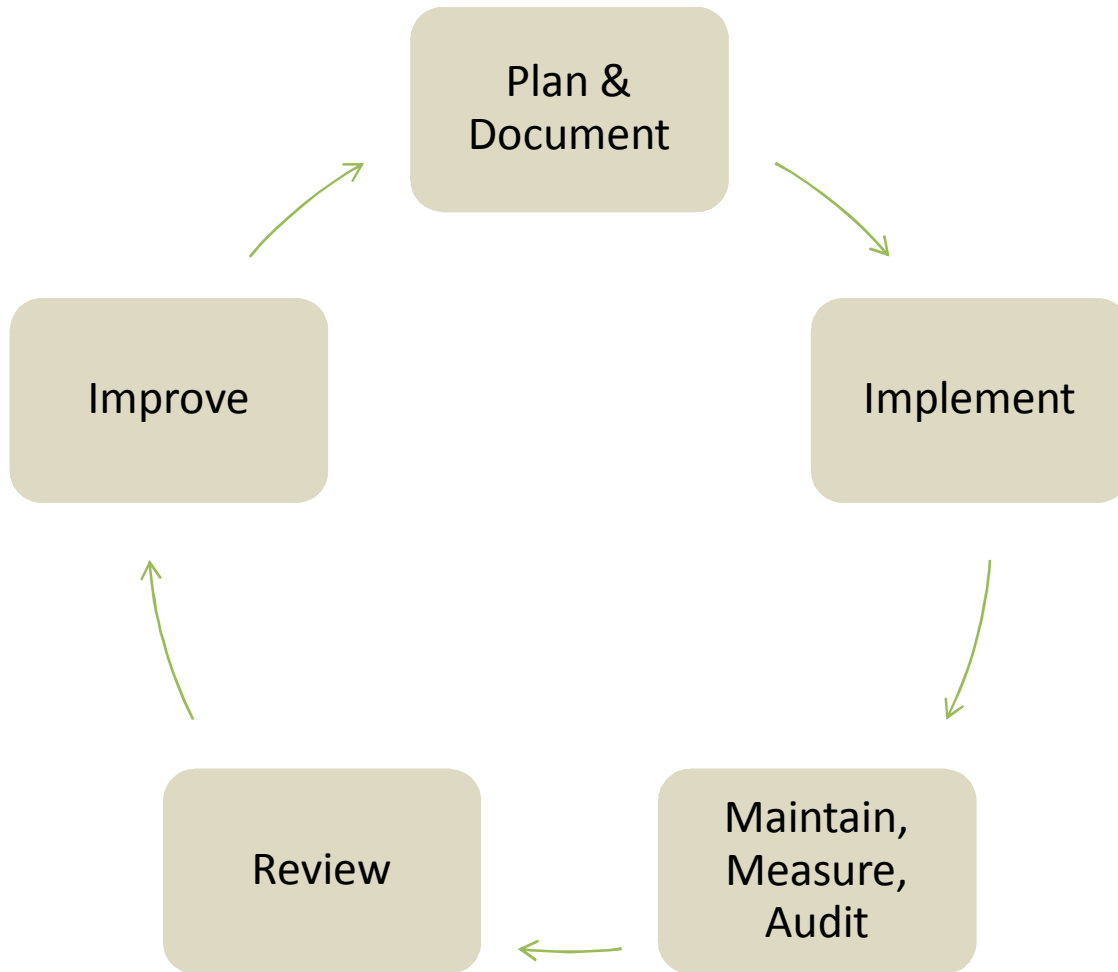 Plan &
Document
Implement
Maintain,
Measure,
Audit
Review
Improve